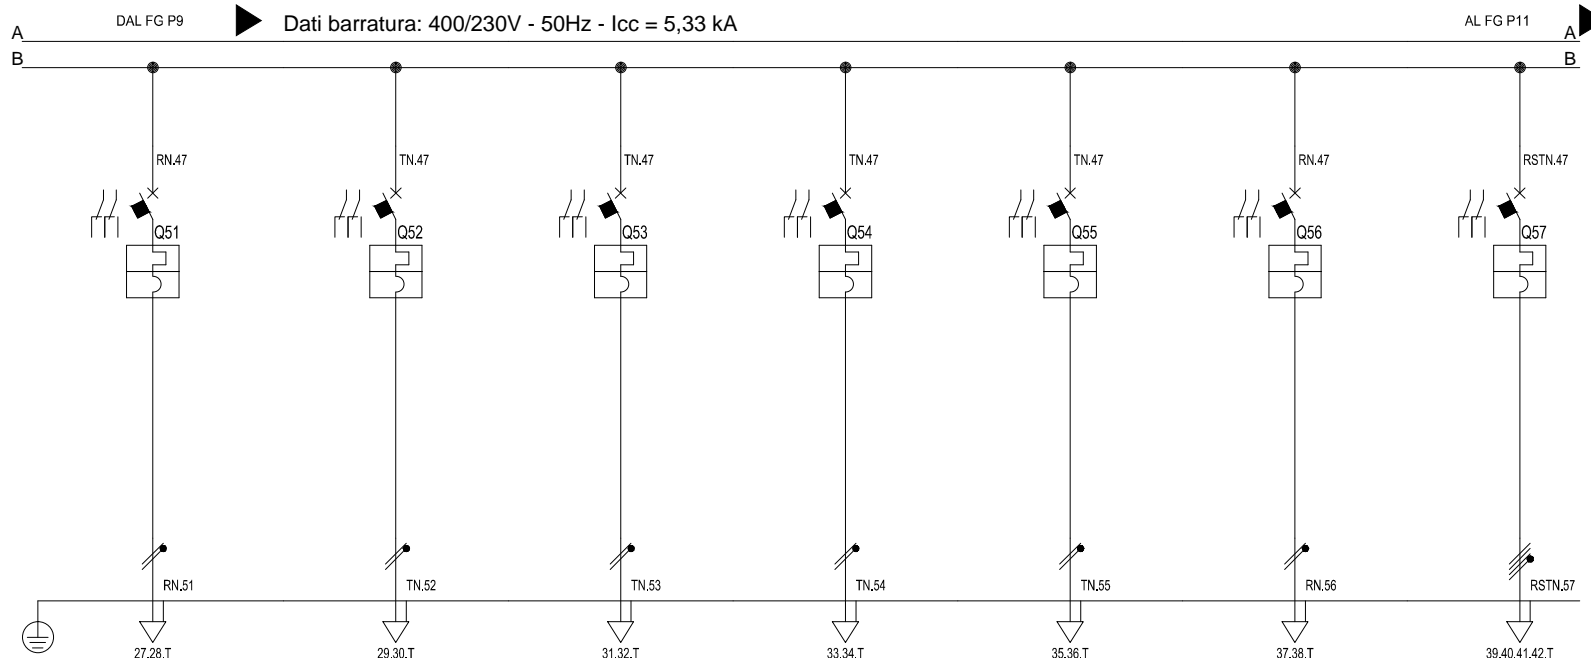 DAL FG P9
Dati barratura: 400/230V - 50Hz - Icc = 5,33 kA
AL FG P11
A
A
B
B
RN.47
TN.47
TN.47
TN.47
TN.47
RN.47
RSTN.47
Q51
Q52
Q53
Q54
Q55
Q56
Q57
RN.51
TN.52
TN.53
TN.54
TN.55
RN.56
RSTN.57
27.28.T
29.30.T
31.32.T
33.34.T
35.36.T
37.38.T
39.40.41.42.T